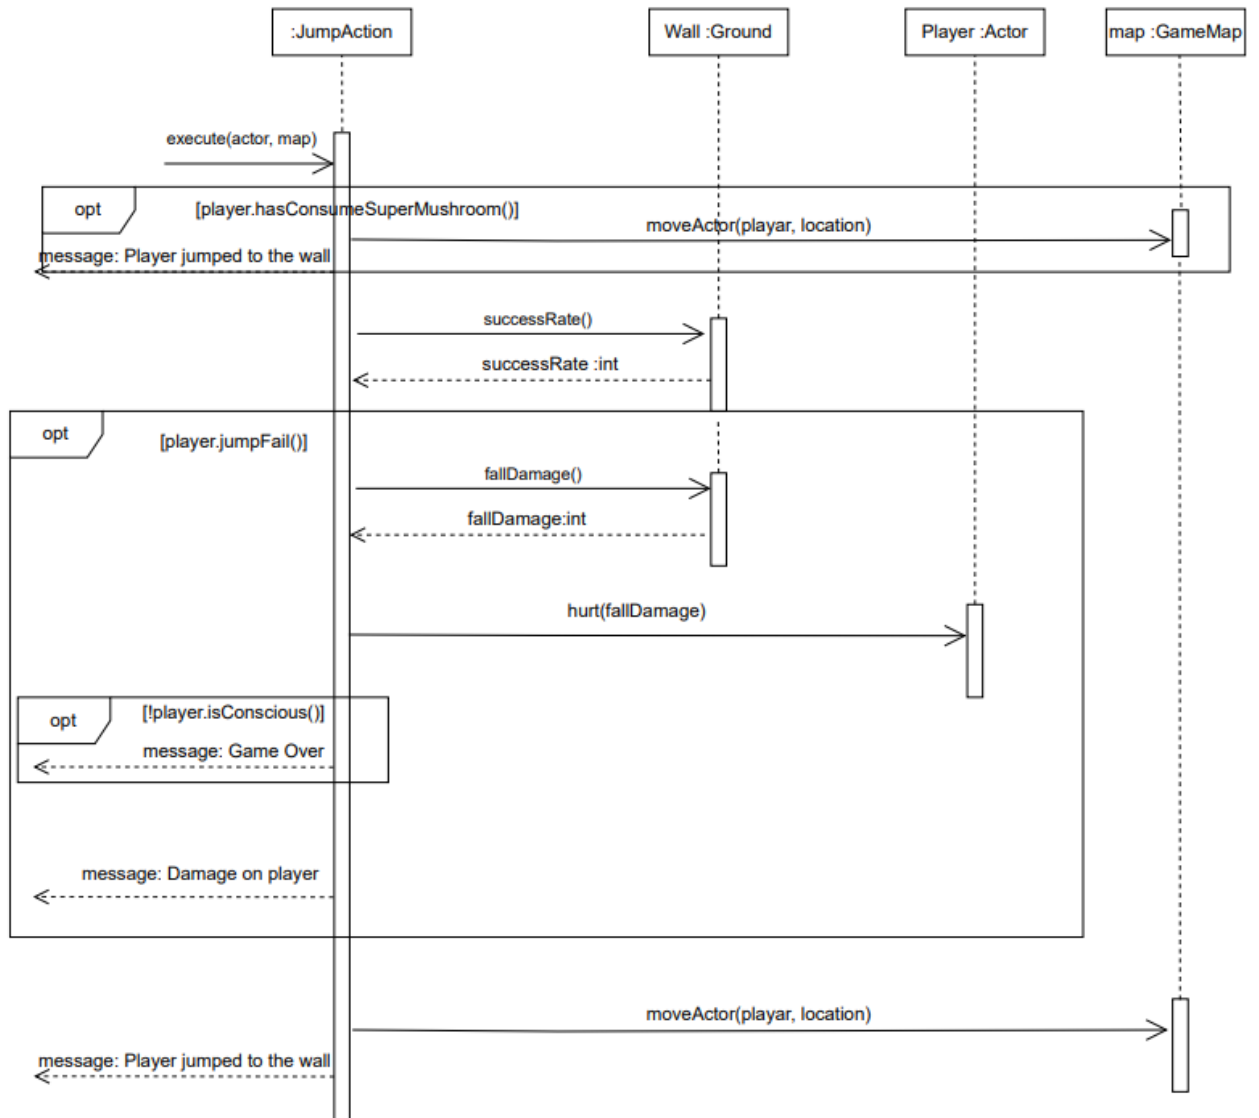 :JumpAction
Wall :Ground
Player :Actor
map :GameMap
execute(actor, map)
opt
[player.hasConsumeSuperMushroom()]
moveActor(playar, location)
message: Player jumped to the wall
successRate()
successRate :int
opt
[player.jumpFail()]
fallDamage()
fallDamage:int
hurt(fallDamage)
opt
[!player.isConscious()]
message: Game Over
message: Damage on player
moveActor(playar, location)
message: Player jumped to the wall